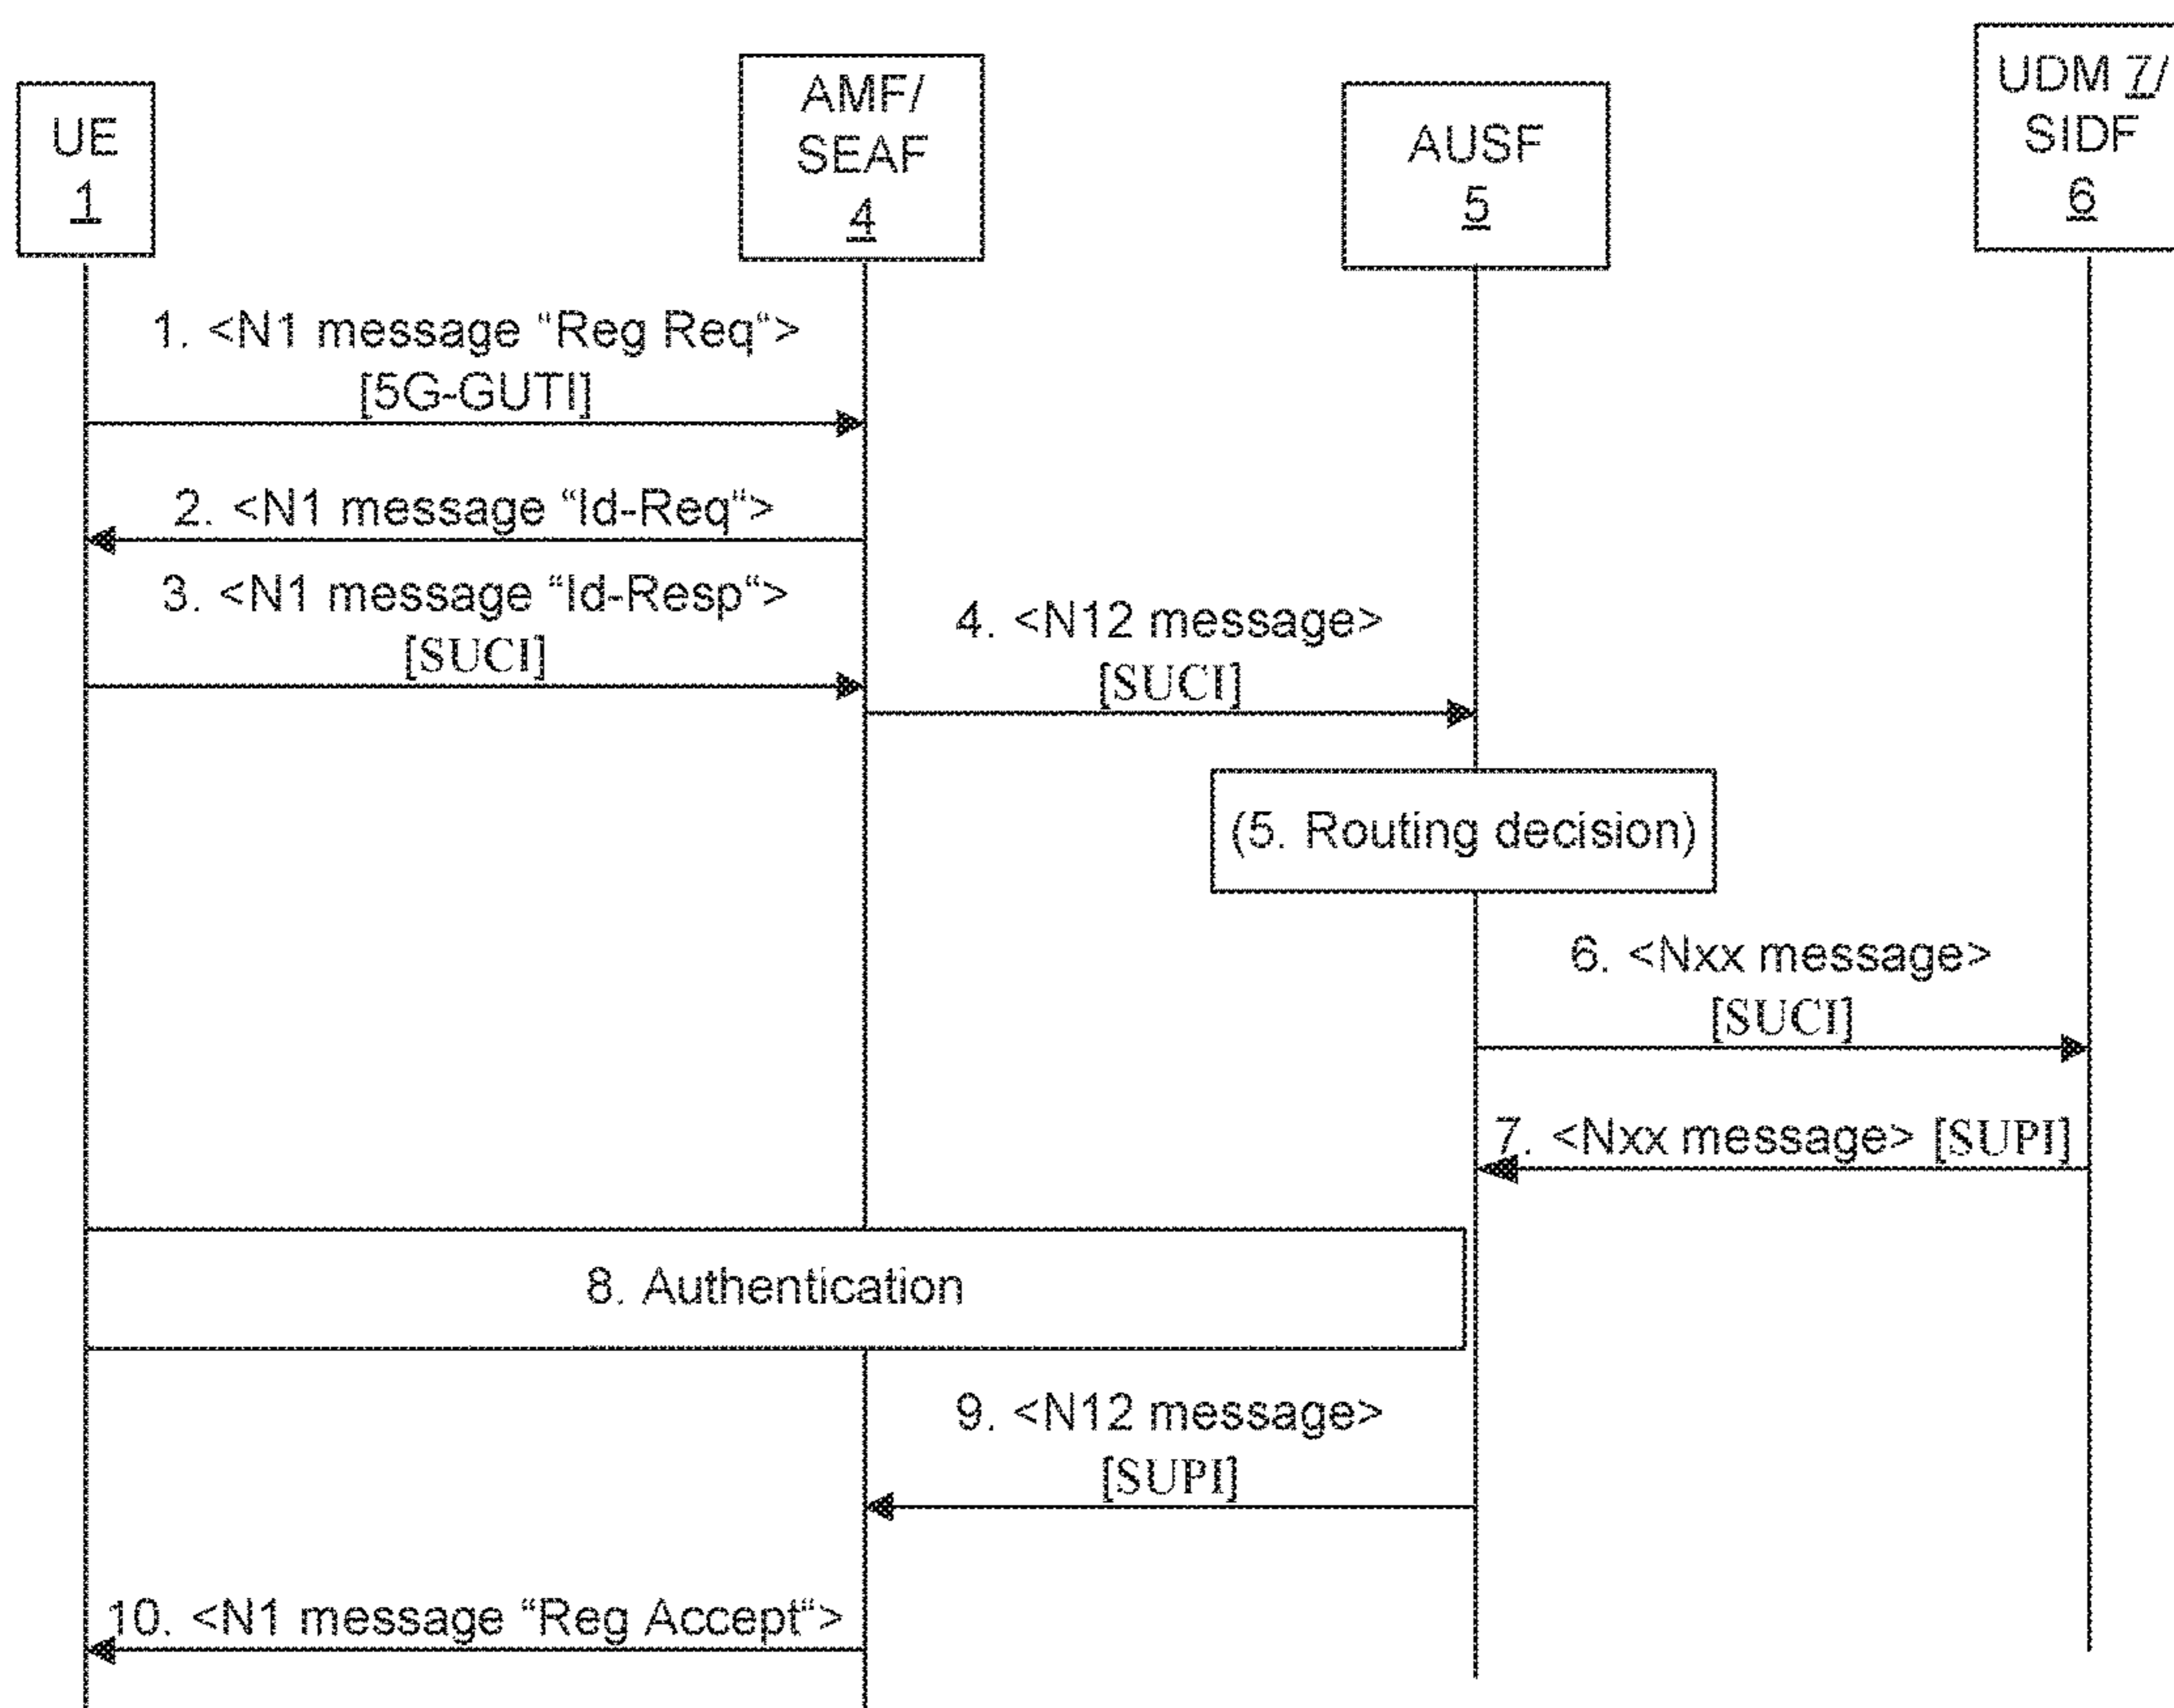 UE
1
AMF/
SEAF
4
AUSF
5
UDM 7/
SIDF
6
1. <N1 message “Reg Req“>
[5G-GUTI]
2. <N1 message “Id-Req“>
3. <N1 message “Id-Resp“>
[SUCI]
4. <N12 message>
[SUCI]
(5. Routing decision)
6. <Nxx message>
[SUCI]
7. <Nxx message> [SUPI]
8. Authentication
9. <N12 message>
[SUPI]
10. <N1 message “Reg Accept“>